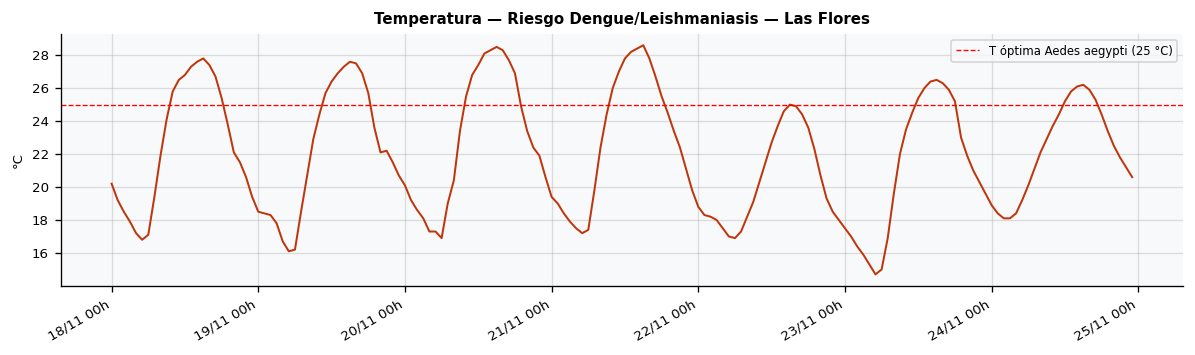 Temperatura — Riesgo Dengue/Leishmaniasis — Las Flores
T óptima Aedes aegypti (25 °C)
°C
28
26
24
22
20
18
16
18/11 00h
19/11 00h
20/11 00h
21/11 00h
22/11 00h
23/11 00h
24/11 00h
25/11 00h